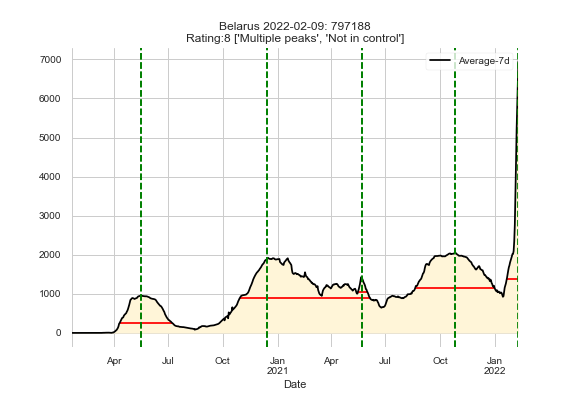 Belarus 2022-02-09: 797188
Rating:8 ['Multiple peaks', 'Not in control']
Average-7d
7000
6000
5000
4000
3000
2000
1000
0
Apr Jul Oct Jan Apr Jul Oct Jan
2021 2022
Date